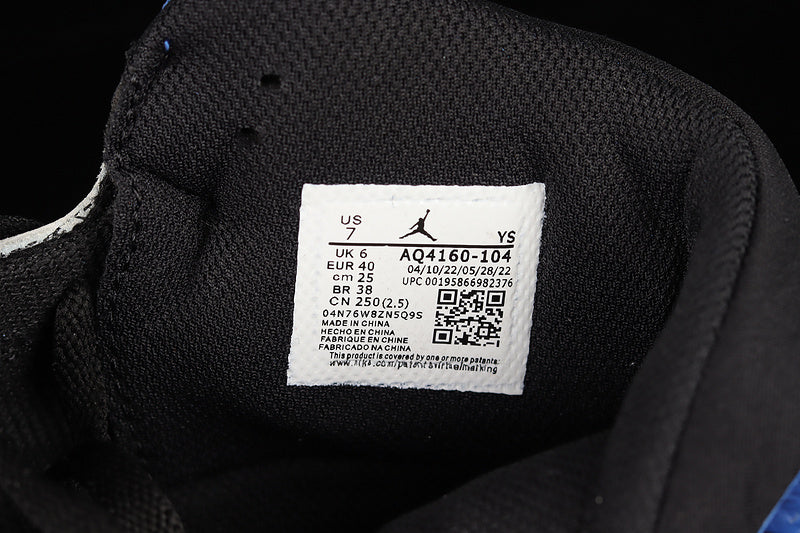 US
7
YS
UK 6
EUR 40
cm 25
BR 38
CN 250(2.5)
AQ4160-104
04/10/22/05/28/22
UPC 00195866982376
04N76W8ZN5Q9S
MADE IN CHINA
HECHO EN CHINA
FABRIQUE EN CHINE
FABRICADO NA CHINA
This product is covered by one or more patents: